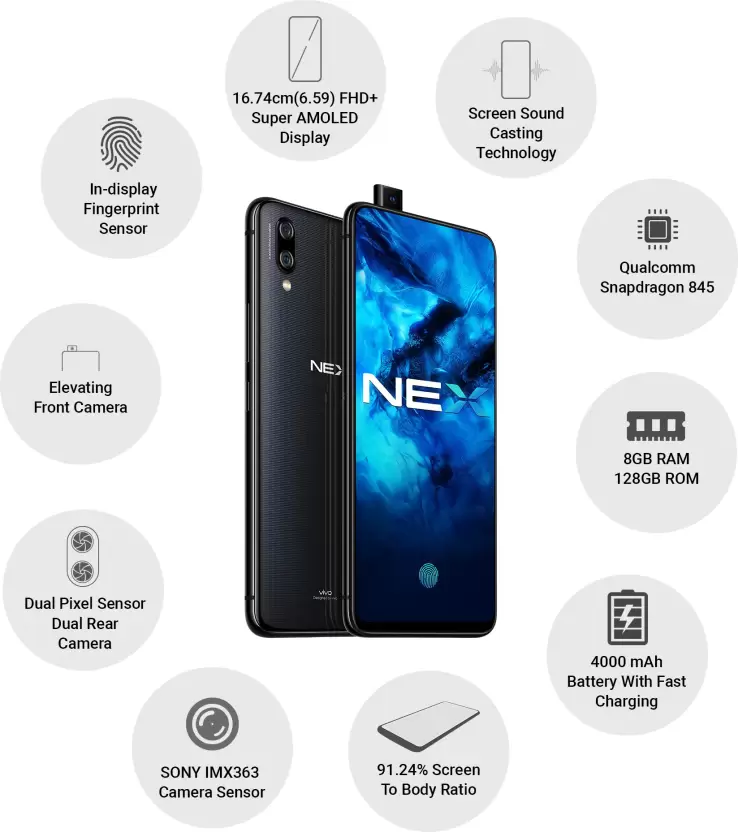 16.74cm(6.59) FHD+
Super AMOLED
Display
Screen Sound
Casting
Technology
In-display
Fingerprint
Sensor
Qualcomm
Snapdragon 845
Elevating
Front Camera
NEX
NEX
8GB RAM
128GB ROM
Dual Pixel Sensor
Dual Rear
Camera
vivo
4000 mAh
Battery With Fast
Charging
SONY IMX363
Camera Sensor
91.24% Screen
To Body Ratio